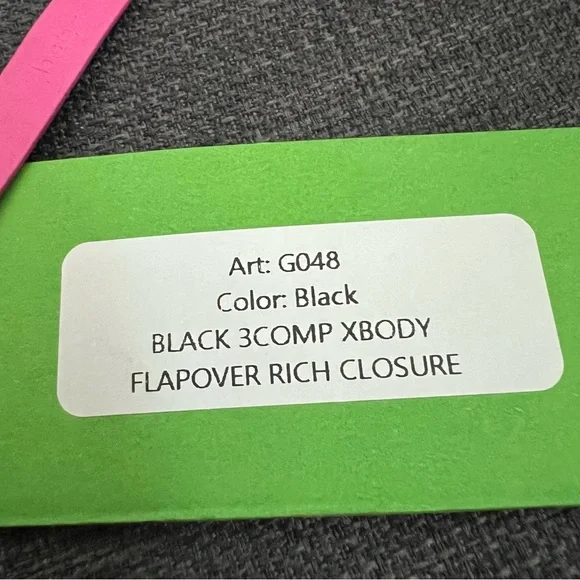 Art: G048
Color: Black
BLACK 3COMP XBODY
FLAPOVER RICH CLOSURE